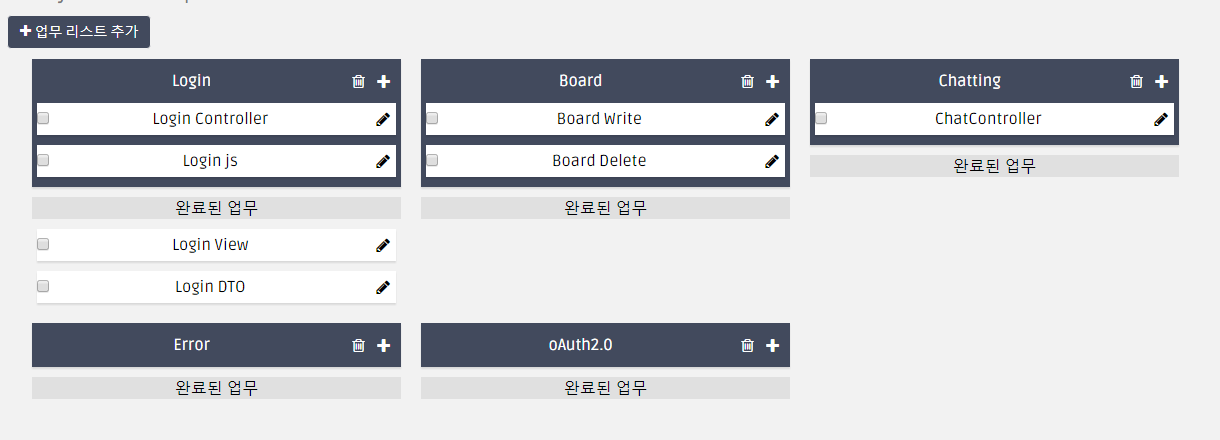 업무 리스트 추가
Login
Login Controller
Login js
완료된 업무
Login View
Login DTO
Board
Board Write
Board Delete
완료된 업무
Chatting
ChatController
완료된 업무
Error
완료된 업무
oAuth2.0
완료된 업무